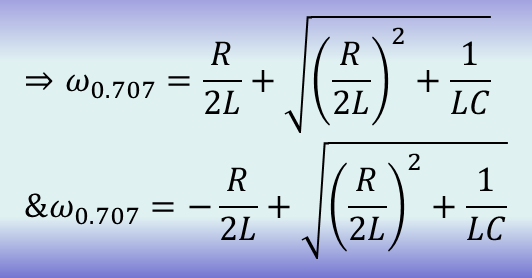 ⇒ ω₀.₇₀₇ = R/2L + √((R/2L)² + 1/LC)
&ω₀.₇₀₇ = − R/2L + √((R/2L)² + 1/LC)